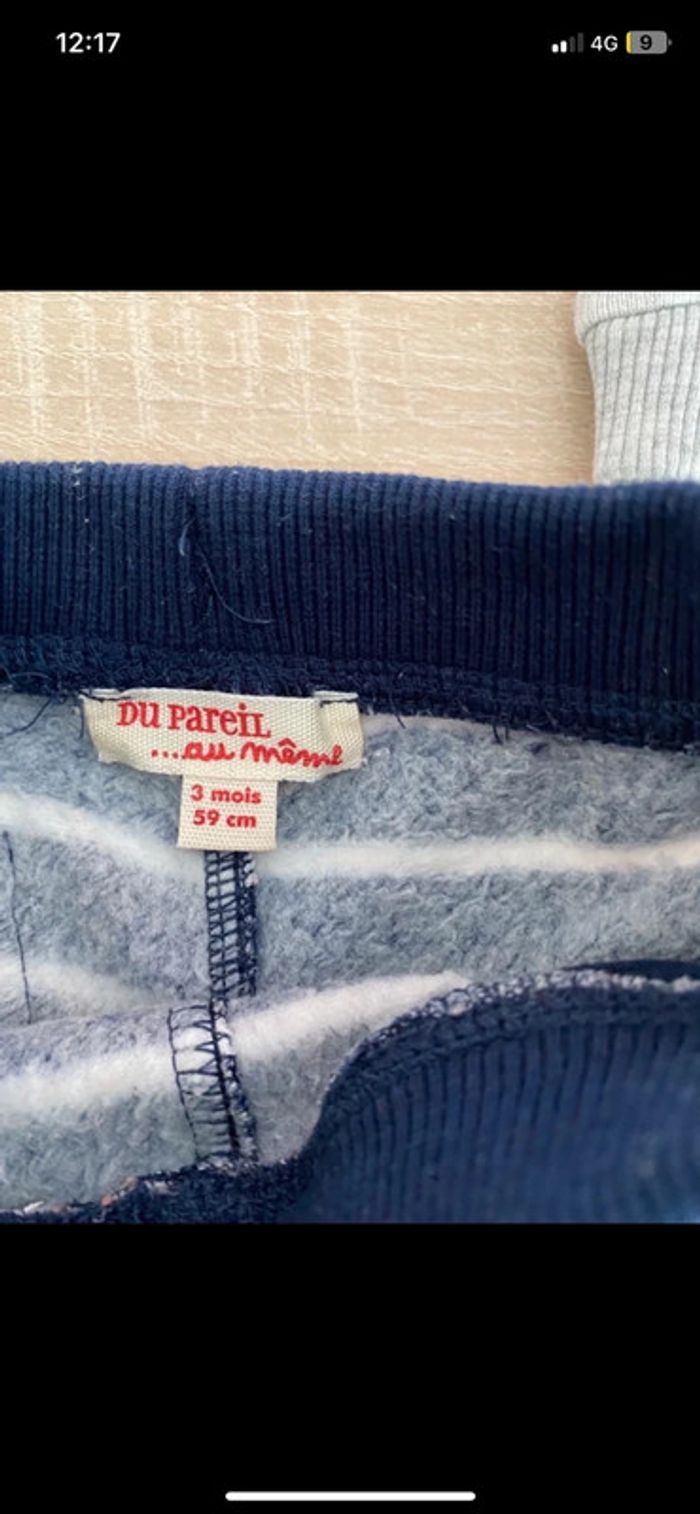 12:17
4G
9
DU PAREIL
...au même
3 mois
59 cm